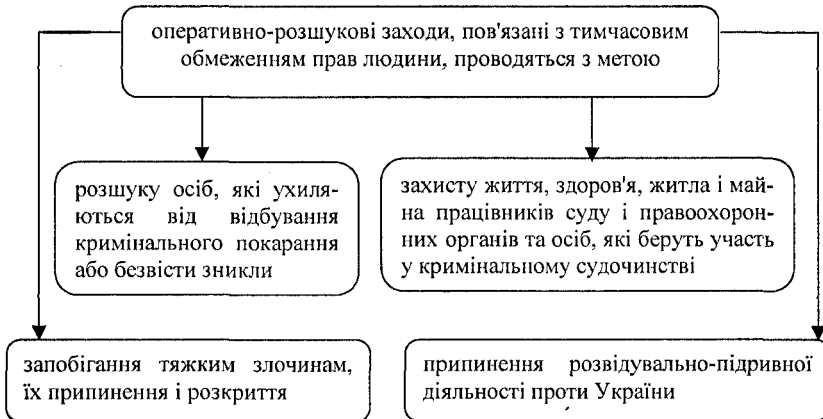 оперативно-розшукові заходи, пов'язані з тимчасовим
обмеженням прав людини, проводяться з метою
розшуку осіб, які ухиля-
ються від відбування
кримінального покарання
або безвісти зникли
захисту життя, здоров'я, житла і май-
на працівників суду і правоохорон-
них органів та осіб, які беруть участь
у кримінальному судочинстві
запобігання тяжким злочинам,
їх припинення і розкриття
припинення розвідувально-підривної
діяльності проти України